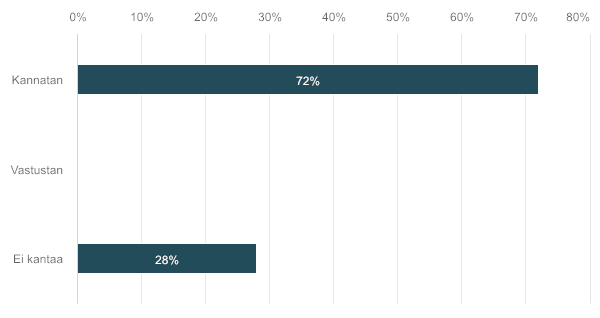 0% 10% 20% 30% 40% 50% 60% 70% 80%
Kannatan 72%
Vastustan
Ei kantaa 28%